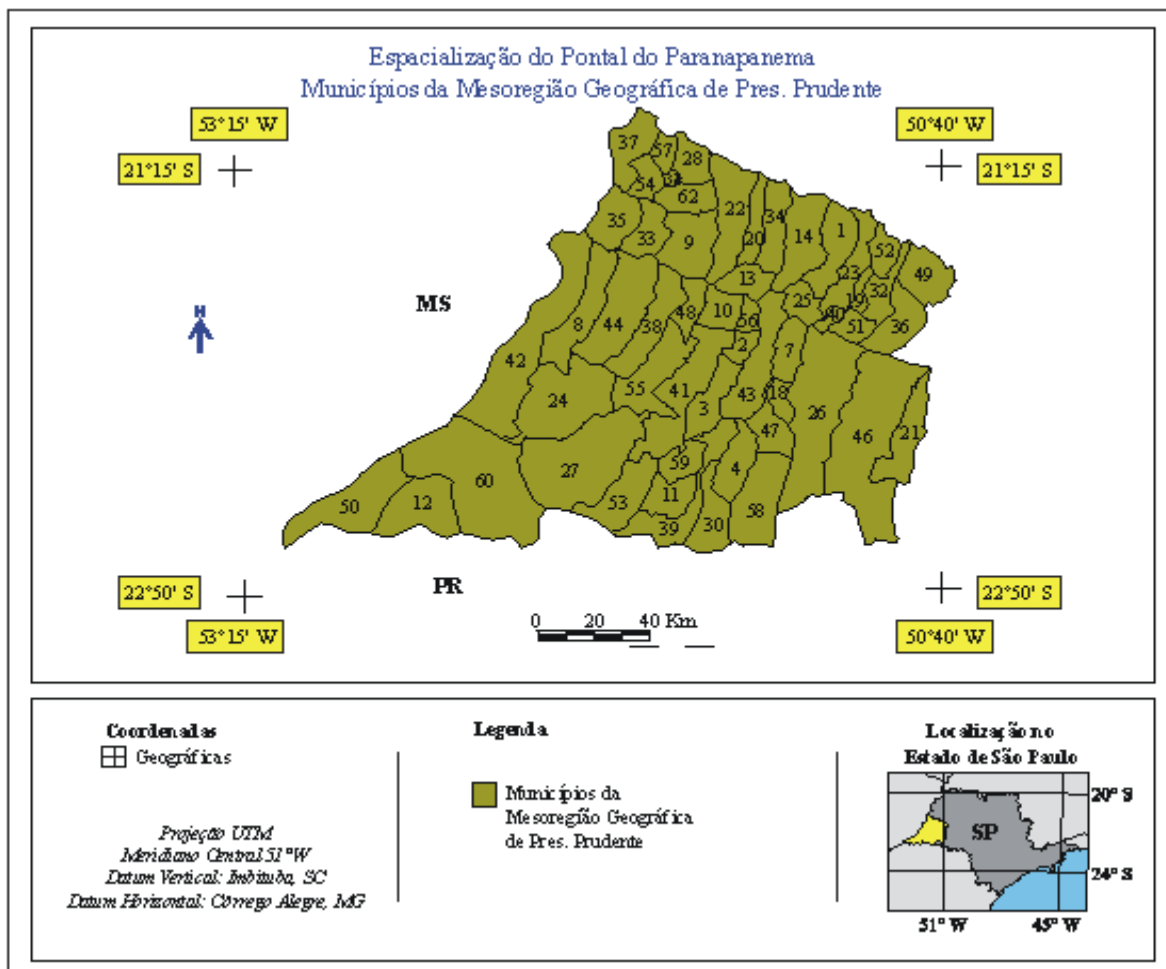 Espacialização do Pontal do Paranapanema
Municípios da Mesoregião Geográfica de Pres. Prudente
53°15' W
50°40' W
21°15' S
21°15' S
37
57
28
54
62
22
34
20
14
1
52
35
33
9
23
49
13
32
19
25
40
MS
N
8
44
38
48
10
56
51
36
42
2
7
24
55
41
3
43
18
26
46
21
47
60
27
59
4
50
12
53
11
39
30
58
22°50' S
22°50' S
PR
53°15' W
50°40' W
0 20 40 Km
Coordenadas
Geográficas
Projeção UTM
Meridiano Central 51°W
Datum Vertical: Imbituba, SC
Datum Horizontal: Córrego Alegre, MG
Legenda
Municípios da
Mesoregião Geográfica
de Pres. Prudente
Localização no
Estado de São Paulo
20° S
SP
24° S
51° W
45° W